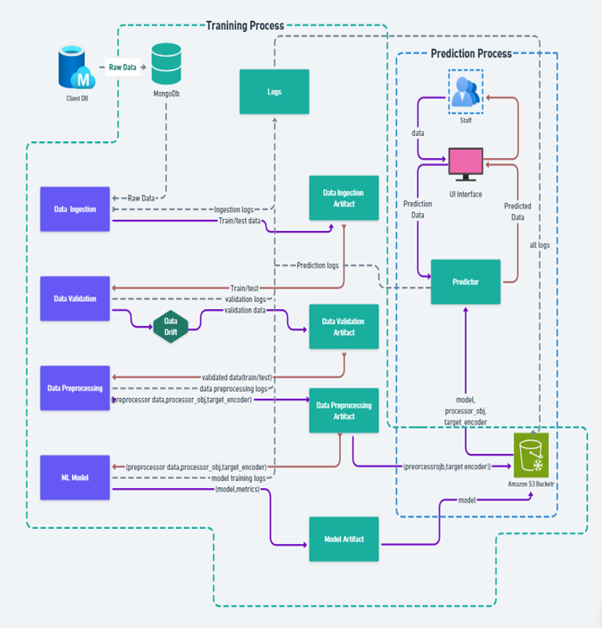 Tranining Process
Prediction Process
Raw Data
M
Client DB
MongoDb
Logs
Staff
data
UI Interface
Raw Data
Data Ingestion
Ingestion logs
Train/test data
Data Ingestion
Artifact
Prediction
Data
Predicted
Data
all logs
Prediction logs
Predictor
Train/test
Data Validation
validation logs
validation data
Data
Drift
Data Validation
Artifact
validated data(train/test)
Data Preprocessing
data preprocessing logs
preprocessor data,processor_obj,target_encoder)
Data Preprocessing
Artifact
model,
processor_obj,
target_encoder
(preprocessor data,processor_obj,target_encoder)
(preorcessrojb,target encoder))
ML Model
model training logs
(model,metrics)
Amazon S3 Bucketr
model
Model Artifact